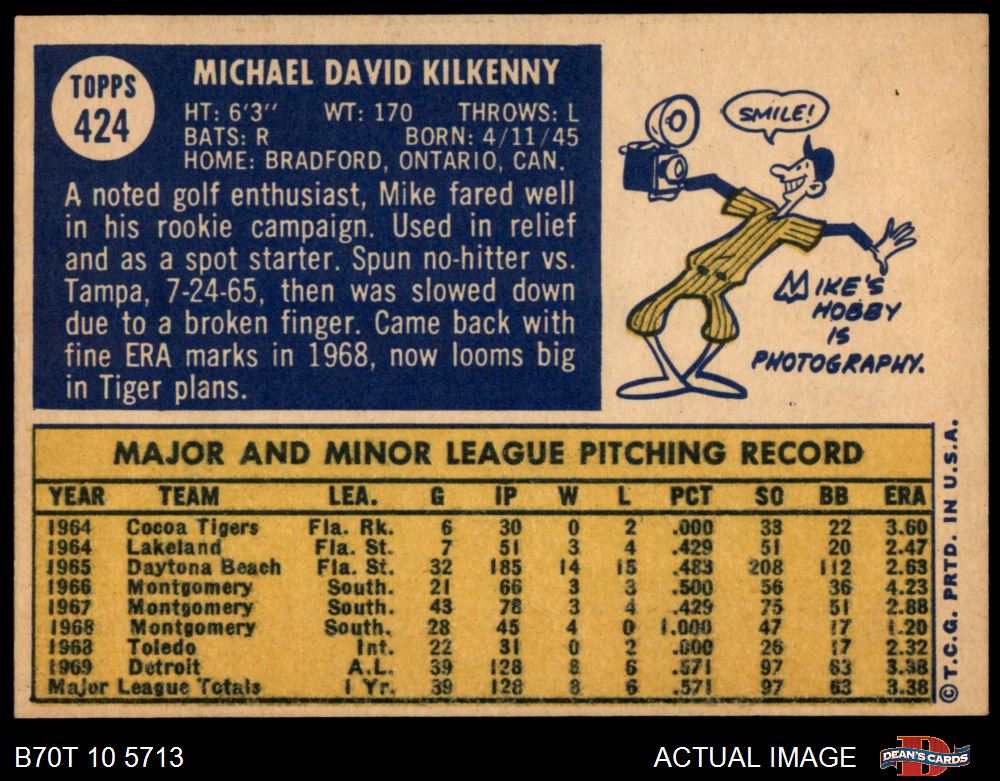 TOPPS
424
MICHAEL DAVID KILKENNY
HT: 6'3" WT: 170 THROWS: L
BATS: R BORN: 4/11/45
HOME: BRADFORD, ONTARIO, CAN.
A noted golf enthusiast, Mike fared well
in his rookie campaign. Used in relief
and as a spot starter. Spun no-hitter vs.
Tampa, 7-24-65, then was slowed down
due to a broken finger. Came back with
fine ERA marks in 1968, now looms big
in Tiger plans.
SMILE!
MIKE'S
HOBBY
IS
PHOTOGRAPHY.
MAJOR AND MINOR LEAGUE PITCHING RECORD
YEAR TEAM LEA. G IP W L PCT SO BB ERA
1964 Cocoa Tigers Fla. Rk. 6 30 0 2 .000 33 22 3.60
1964 Lakeland Fla. St. 7 51 3 4 .429 51 20 2.47
1965 Daytona Beach Fla. St. 32 185 14 15 .483 208 112 2.63
1966 Montgomery South. 21 66 3 3 .500 56 36 4.23
1967 Montgomery South. 43 78 3 4 .429 75 51 2.88
1968 Montgomery South. 28 45 4 0 1.000 47 17 1.20
1968 Toledo Int. 22 31 0 2 .000 26 17 2.32
1969 Detroit A.L. 39 128 8 6 .571 97 63 3.38
Major League Totals 1 Yr. 39 128 8 6 .571 97 63 3.38
©T.C.G. PRTD. IN U.S.A.
B70T 10 5713
ACTUAL IMAGE
DEAN'S CARDS